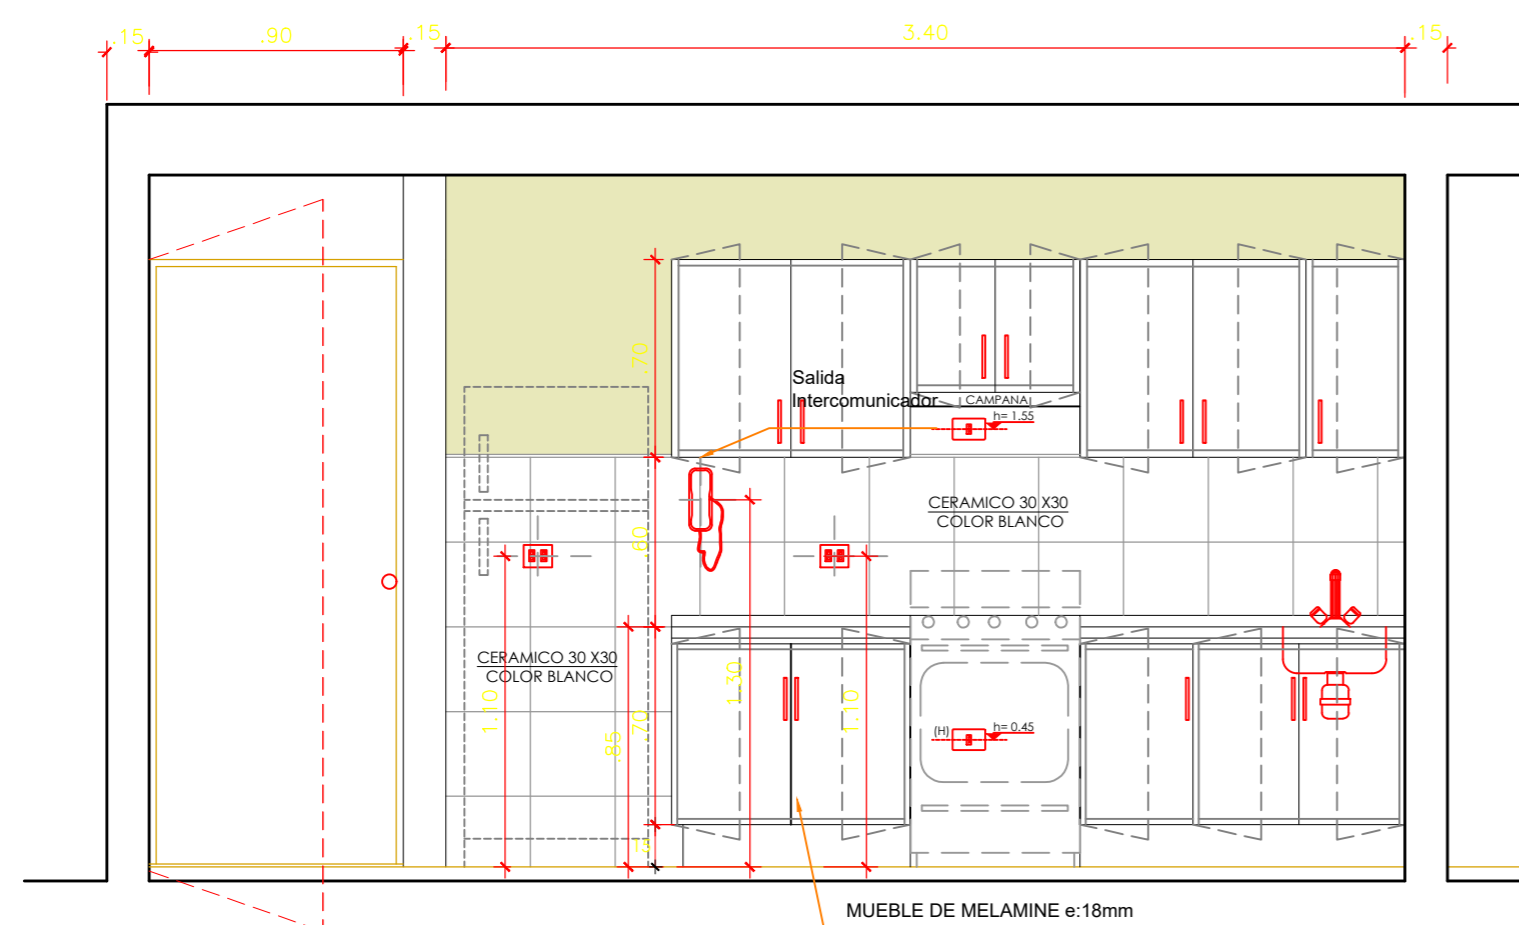 .15
.90
.15
3.40
.15
.70
Salida
Intercomunicador
CAMPANA
h= 1.55
CERAMICO 30 X30
COLOR BLANCO
.60
CERAMICO 30 X30
COLOR BLANCO
1.10
.85
.70
1.30
1.10
(H)
h= 0.45
.15
MUEBLE DE MELAMINE e:18mm